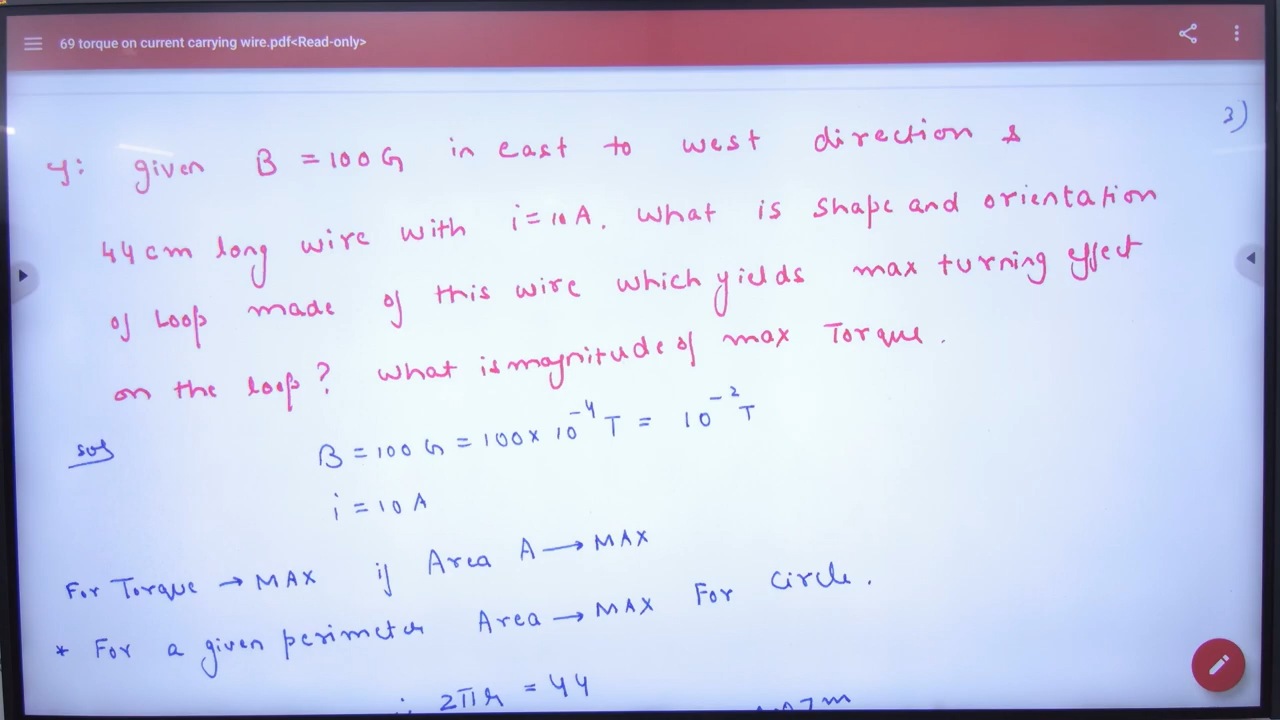 69 torque on current carrying wire.pdf<Read-only>
3)
given B = 100 G in east to west direction &
44cm long wire with i = 10 A. What is shape and orientation
of Loop made of this wire which yields max turning effect
on the loop? What is magnitude of max Torque.
sol
B = 100 G = 100 x 10⁻⁴ T = 10⁻² T
i = 10 A
For Torque → MAX if Area A → MAX
* For a given perimeter Area → MAX For circle.
∴ 2πr = 44
7m